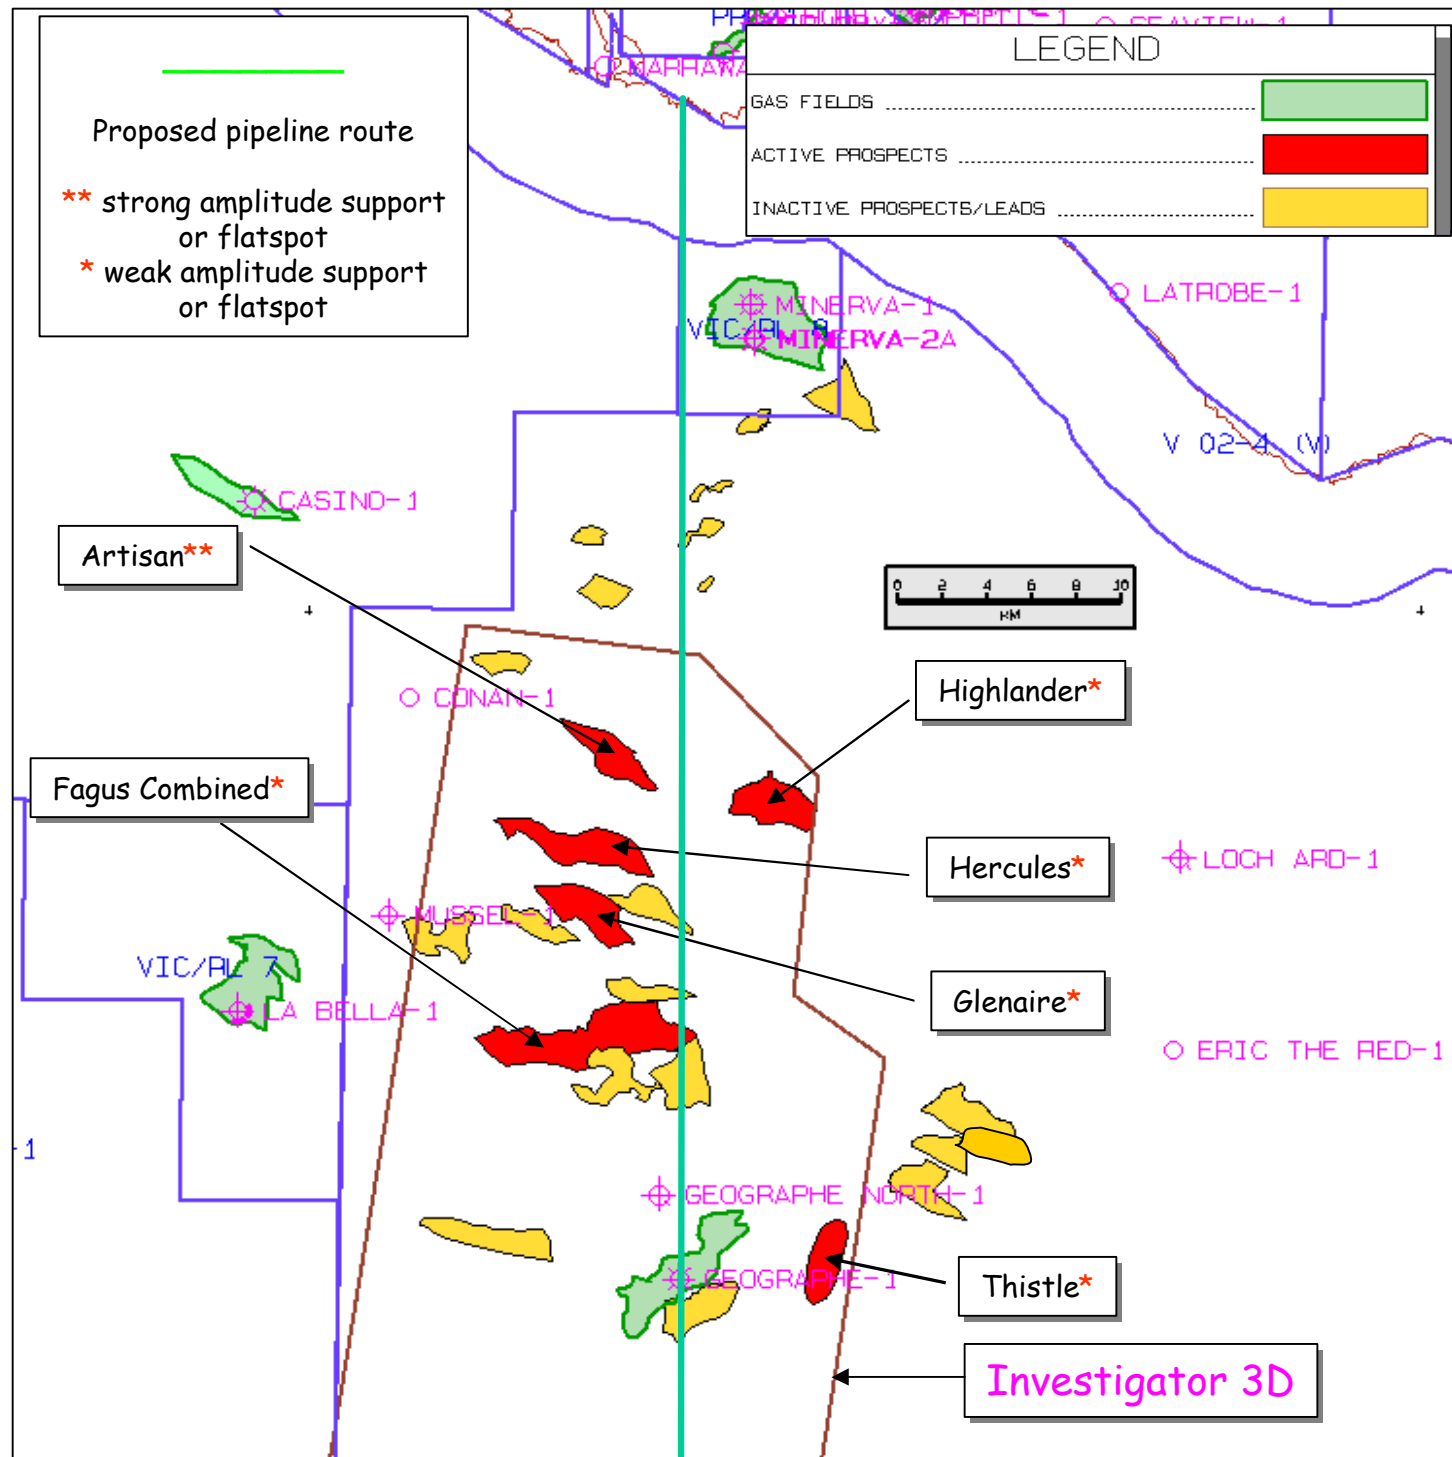 SEAVIEW-1
LEGEND
GAS FIELDS
ACTIVE PROSPECTS
INACTIVE PROSPECTS/LEADS
Proposed pipeline route
** strong amplitude support
or flatspot
* weak amplitude support
or flatspot
MINERVA-1
MINERVA-2A
LATROBE-1
V 02-4 (V)
CASINO-1
Artisan**
0 2 4 6 8 10
KM
Highlander*
CONAN-1
Fagus Combined*
Hercules*
LOCH ARD-1
MUSSEL-1
VIC/RL 7
LA BELLA-1
Glenaire*
ERIC THE RED-1
1
GEOGRAPHE NORTH-1
GEOGRAPHE-1
Thistle*
Investigator 3D